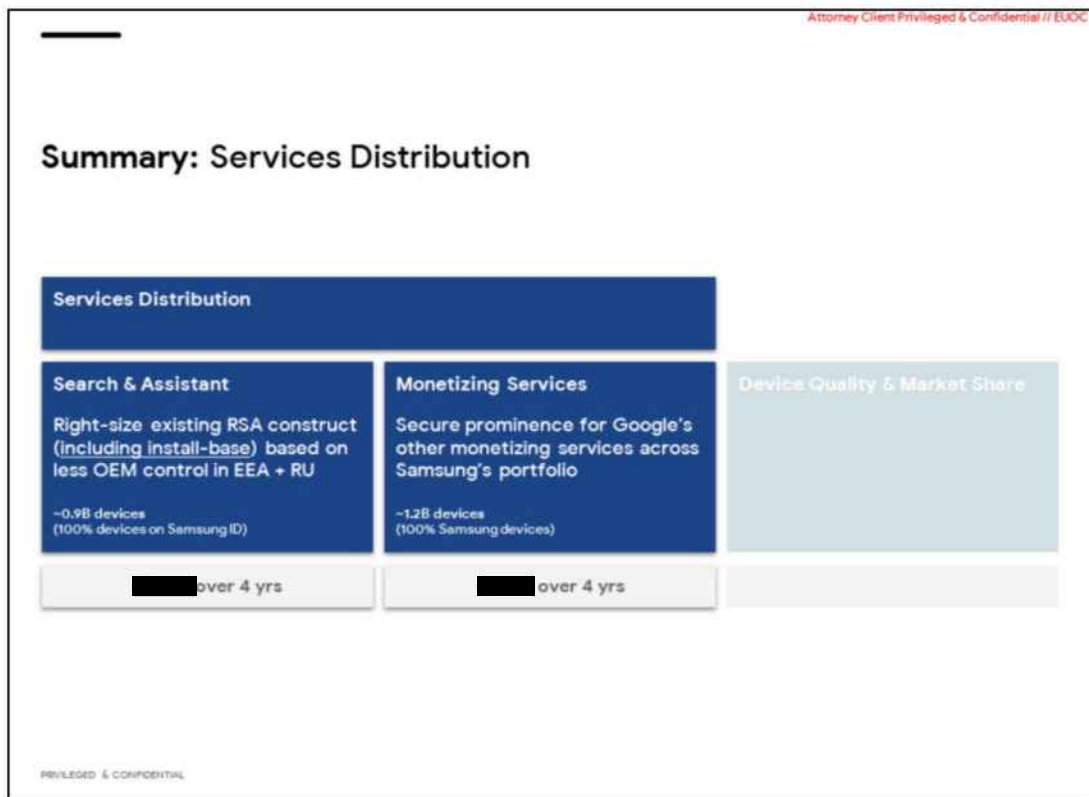 Attorney Client Privileged & Confidential // EUOC
Summary: Services Distribution
Services Distribution
Search & Assistant
Right-size existing RSA construct
(including install-base) based on
less OEM control in EEA + RU
~0.9B devices
(100% devices on Samsung ID)
over 4 yrs
Monetizing Services
Secure prominence for Google's
other monetizing services across
Samsung's portfolio
~1.2B devices
(100% Samsung devices)
over 4 yrs
Device Quality & Market Share
PRIVILEGED & CONFIDENTIAL